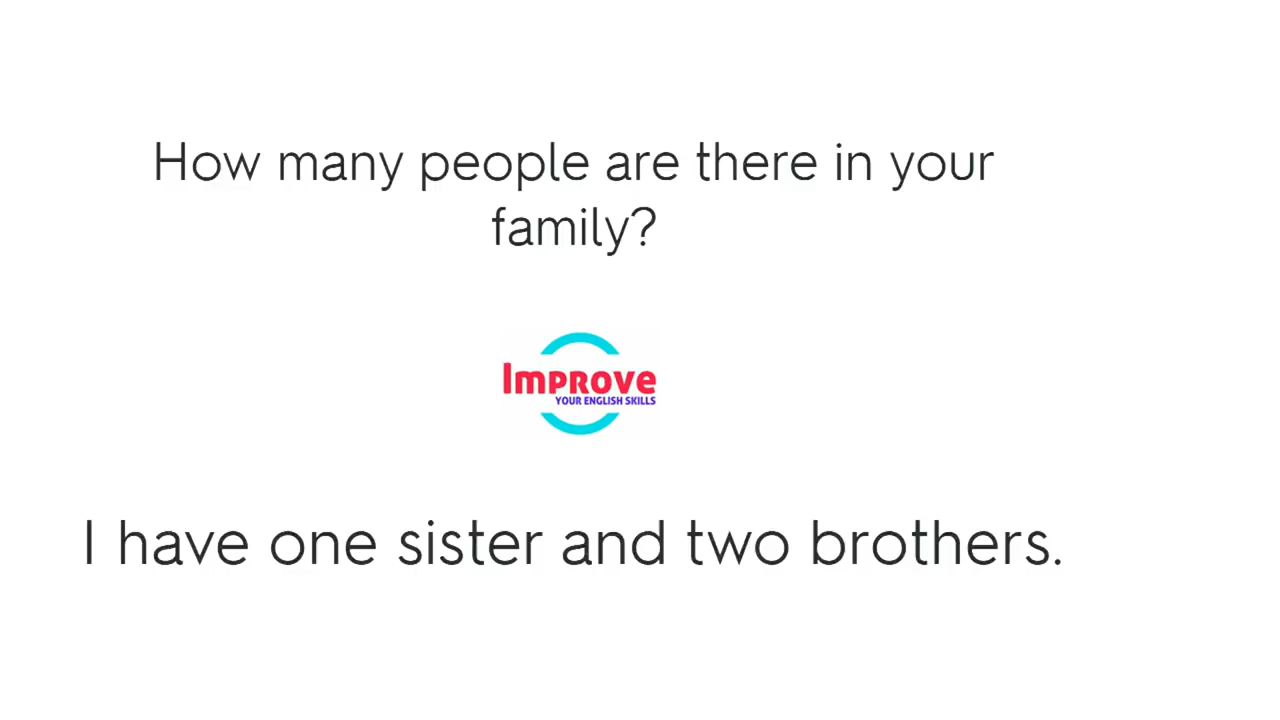 How many people are there in your
family?
Improve
YOUR ENGLISH SKILLS
I have one sister and two brothers.